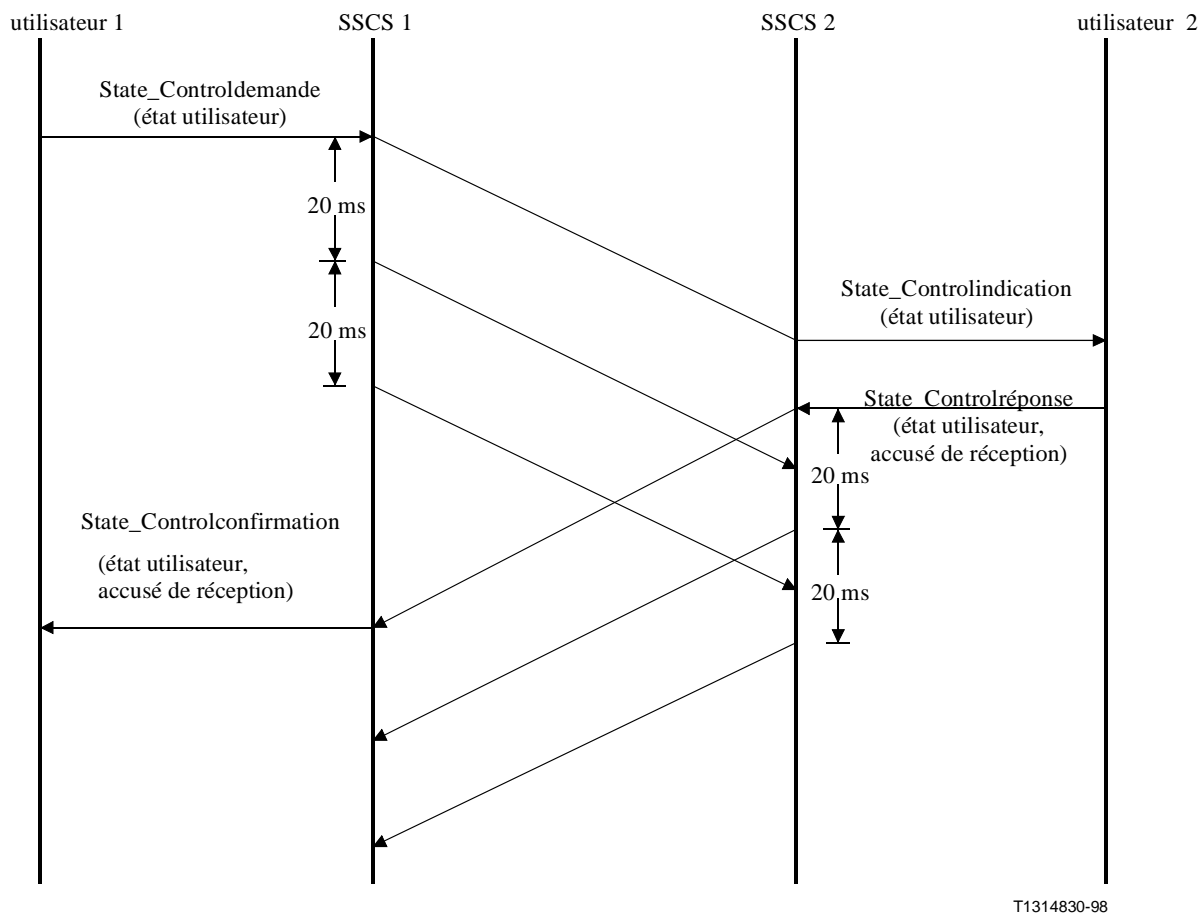 utilisateur 1
SSCS 1
SSCS 2
utilisateur 2
State_Controldemande
(état utilisateur)
20 ms
20 ms
State_Controlindication
(état utilisateur)
State_Controlréponse
(état utilisateur,
accusé de réception)
20 ms
20 ms
State_Controlconfirmation
(état utilisateur,
accusé de réception)
T1314830-98